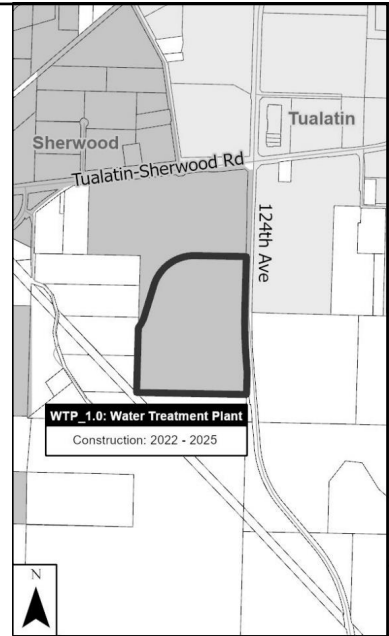 Tualatin
Sherwood
Tualatin-Sherwood Rd
124th Ave
WTP_1.0: Water Treatment Plant
Construction: 2022 - 2025
N